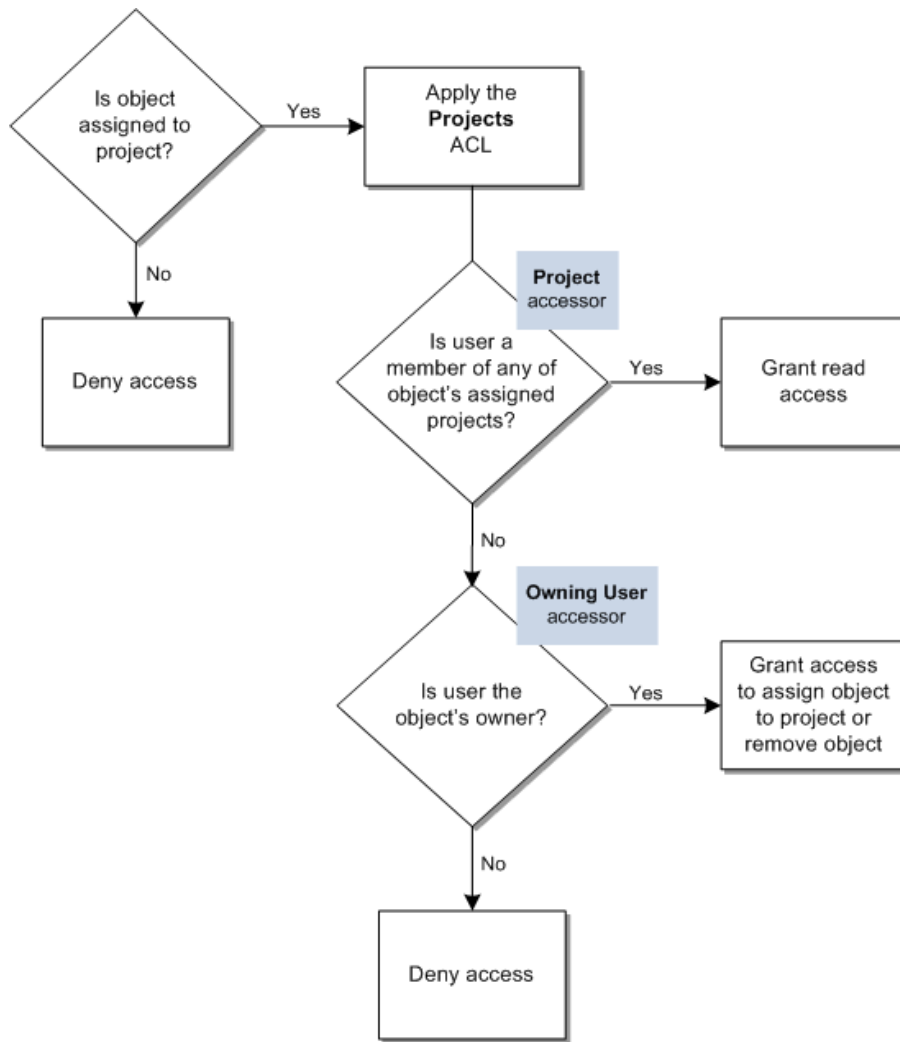 Is object
assigned to
project?
Yes
Apply the
Projects
ACL
No
Deny access
Project
accessor
Is user a
member of any of
object's assigned
projects?
Yes
Grant read
access
No
Owning User
accessor
Is user the
object's owner?
Yes
Grant access
to assign object
to project or
remove object
No
Deny access